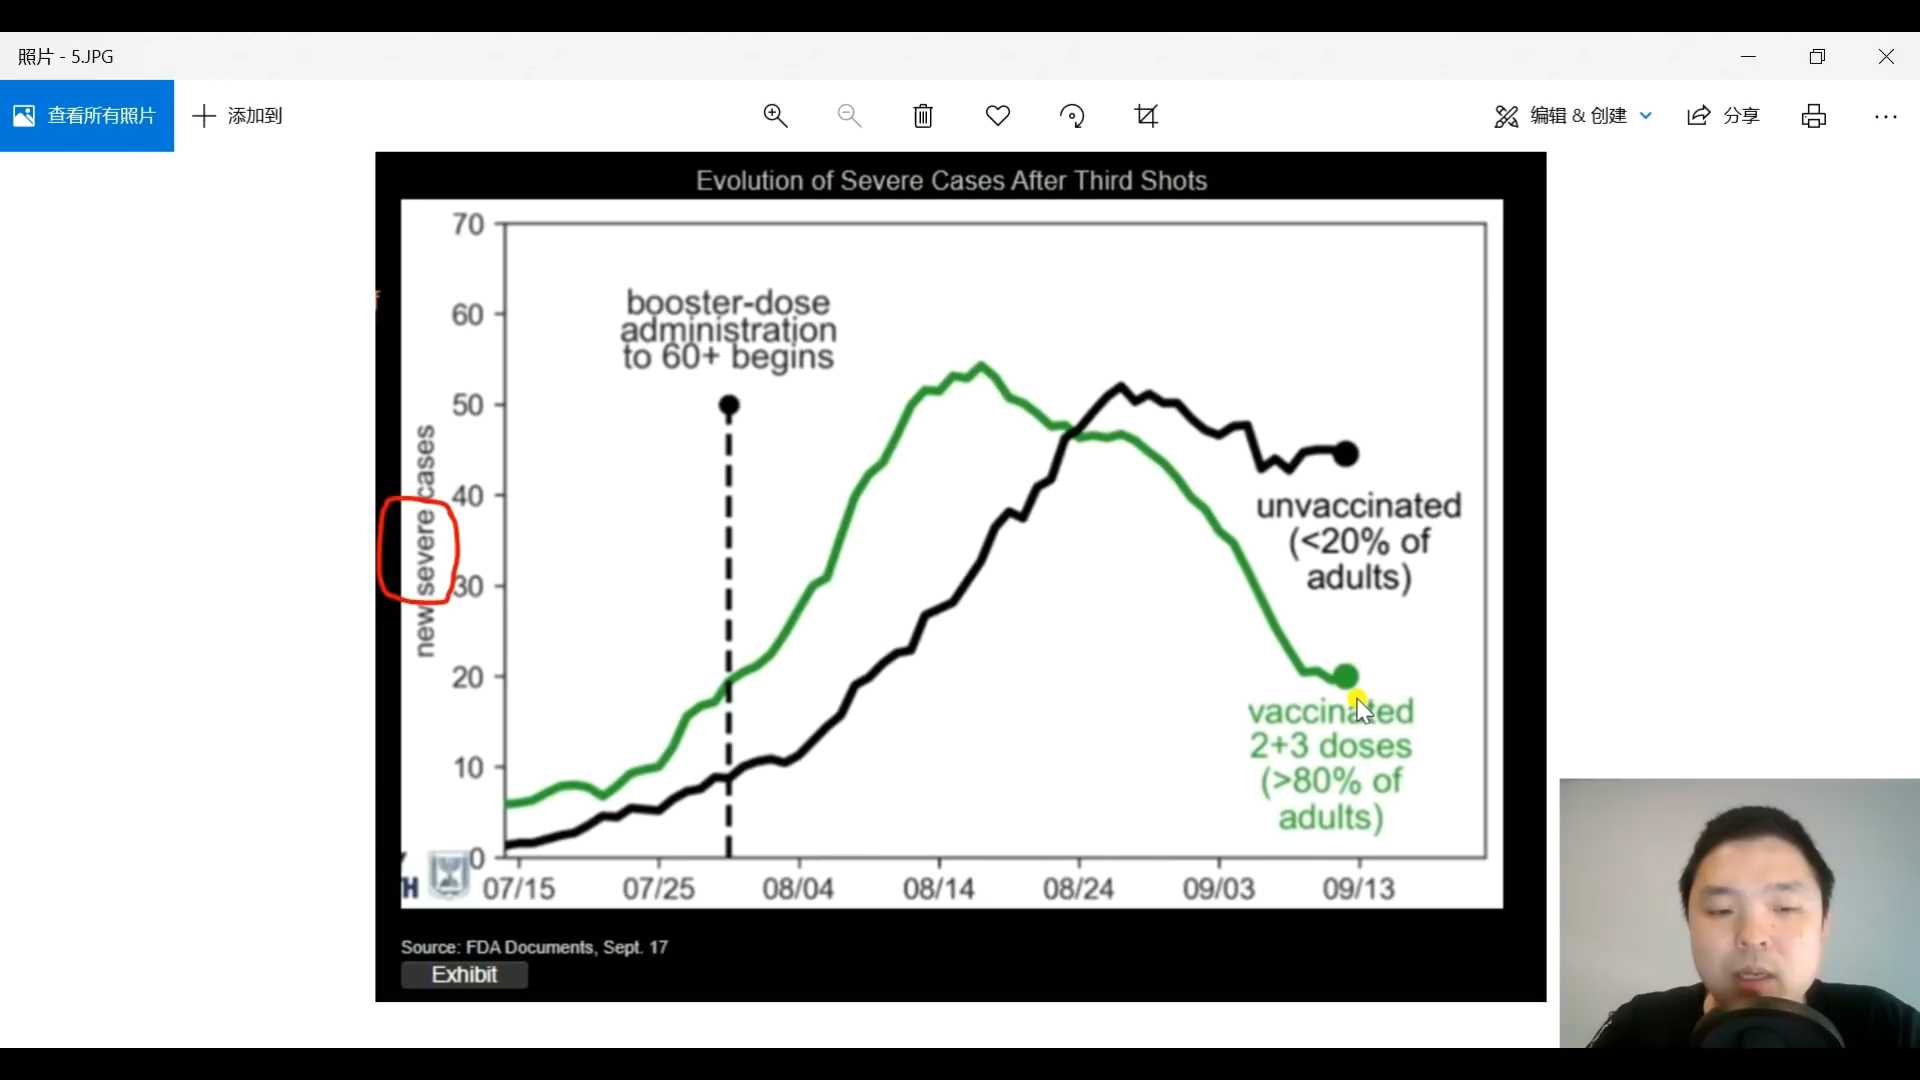 照片 - 5.JPG
查看所有照片
添加到
编辑 & 创建
分享
Evolution of Severe Cases After Third Shots
70
60
50
40
30
20
10
0
new severe cases
booster-dose
administration
to 60+ begins
unvaccinated
(<20% of
adults)
vaccinated
2+3 doses
(>80% of
adults)
07/15
07/25
08/04
08/14
08/24
09/03
09/13
Source: FDA Documents, Sept. 17
Exhibit